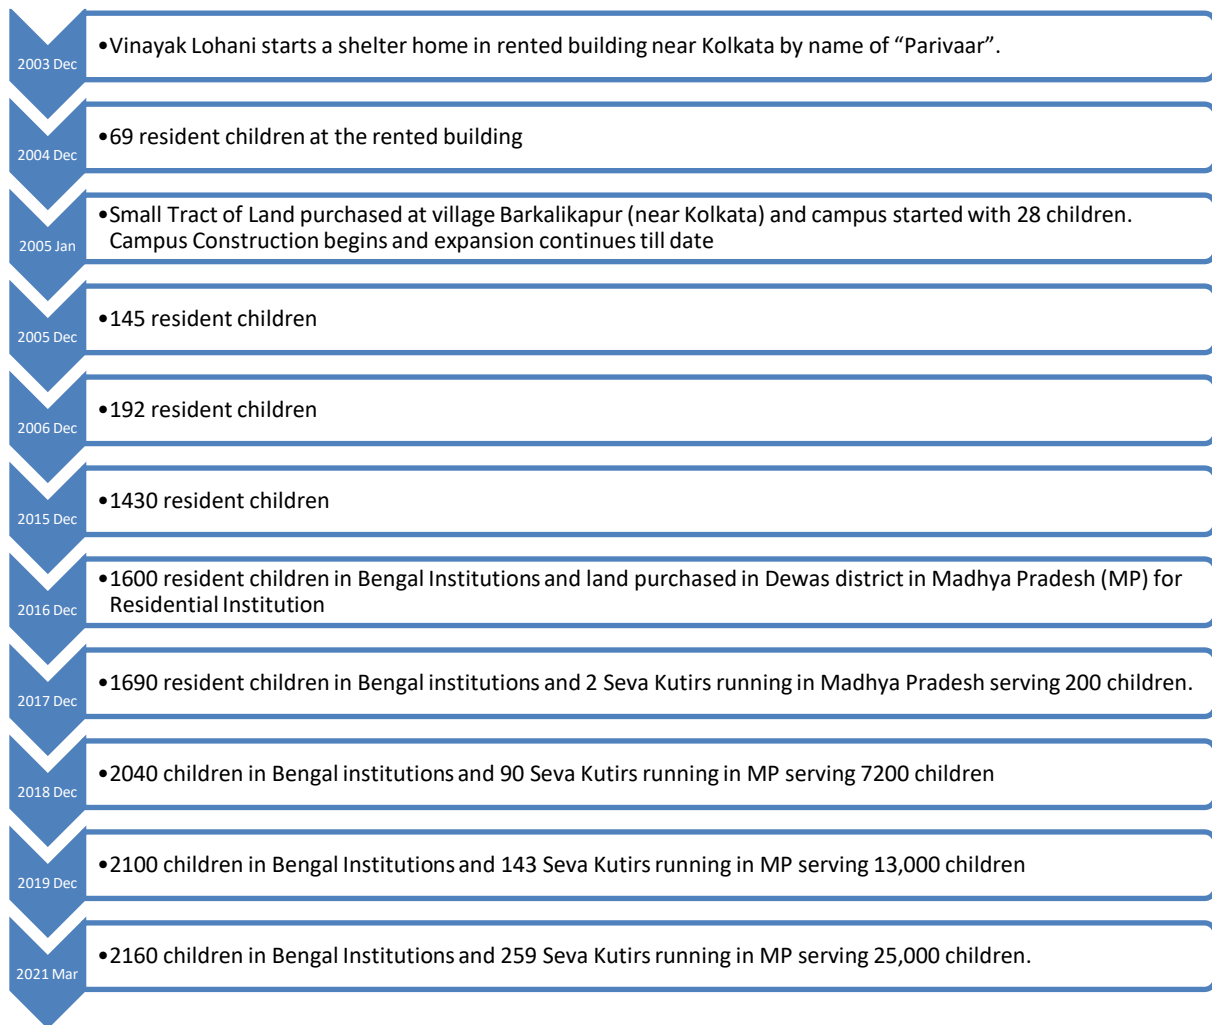 2003 Dec
•Vinayak Lohani starts a shelter home in rented building near Kolkata by name of “Parivaar”.
2004 Dec
•69 resident children at the rented building
2005 Jan
•Small Tract of Land purchased at village Barkalikapur (near Kolkata) and campus started with 28 children.
Campus Construction begins and expansion continues till date
2005 Dec
•145 resident children
2006 Dec
•192 resident children
2015 Dec
•1430 resident children
2016 Dec
•1600 resident children in Bengal Institutions and land purchased in Dewas district in Madhya Pradesh (MP) for
Residential Institution
2017 Dec
•1690 resident children in Bengal institutions and 2 Seva Kutirs running in Madhya Pradesh serving 200 children.
2018 Dec
•2040 children in Bengal institutions and 90 Seva Kutirs running in MP serving 7200 children
2019 Dec
•2100 children in Bengal Institutions and 143 Seva Kutirs running in MP serving 13,000 children
2021 Mar
•2160 children in Bengal Institutions and 259 Seva Kutirs running in MP serving 25,000 children.